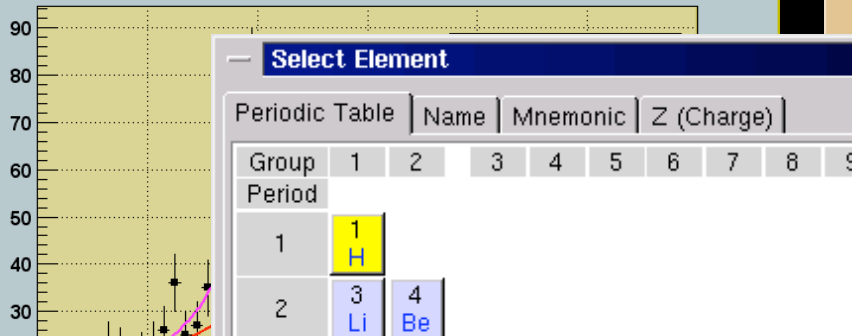 90
80
70
60
50
40
30
Select Element
Periodic Table Name Mnemonic Z (Charge)
Group 1 2 3 4 5 6 7 8 9
Period
1 1 H
2 3 Li 4 Be